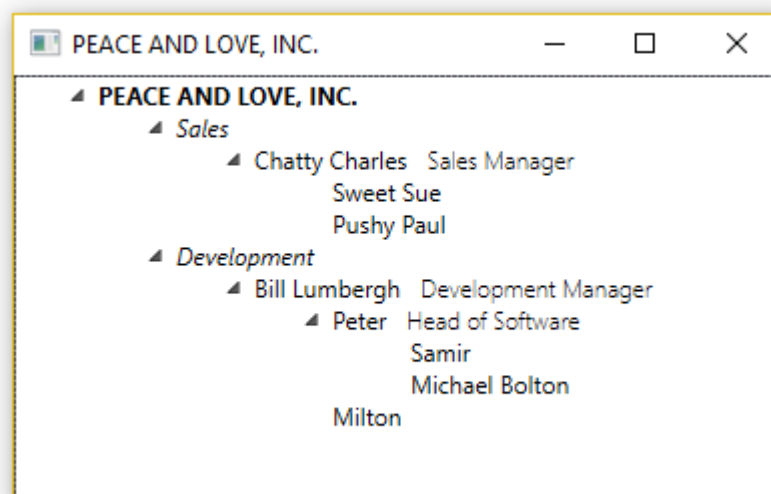 PEACE AND LOVE, INC.
PEACE AND LOVE, INC.
Sales
Chatty Charles Sales Manager
Sweet Sue
Pushy Paul
Development
Bill Lumbergh Development Manager
Peter Head of Software
Samir
Michael Bolton
Milton